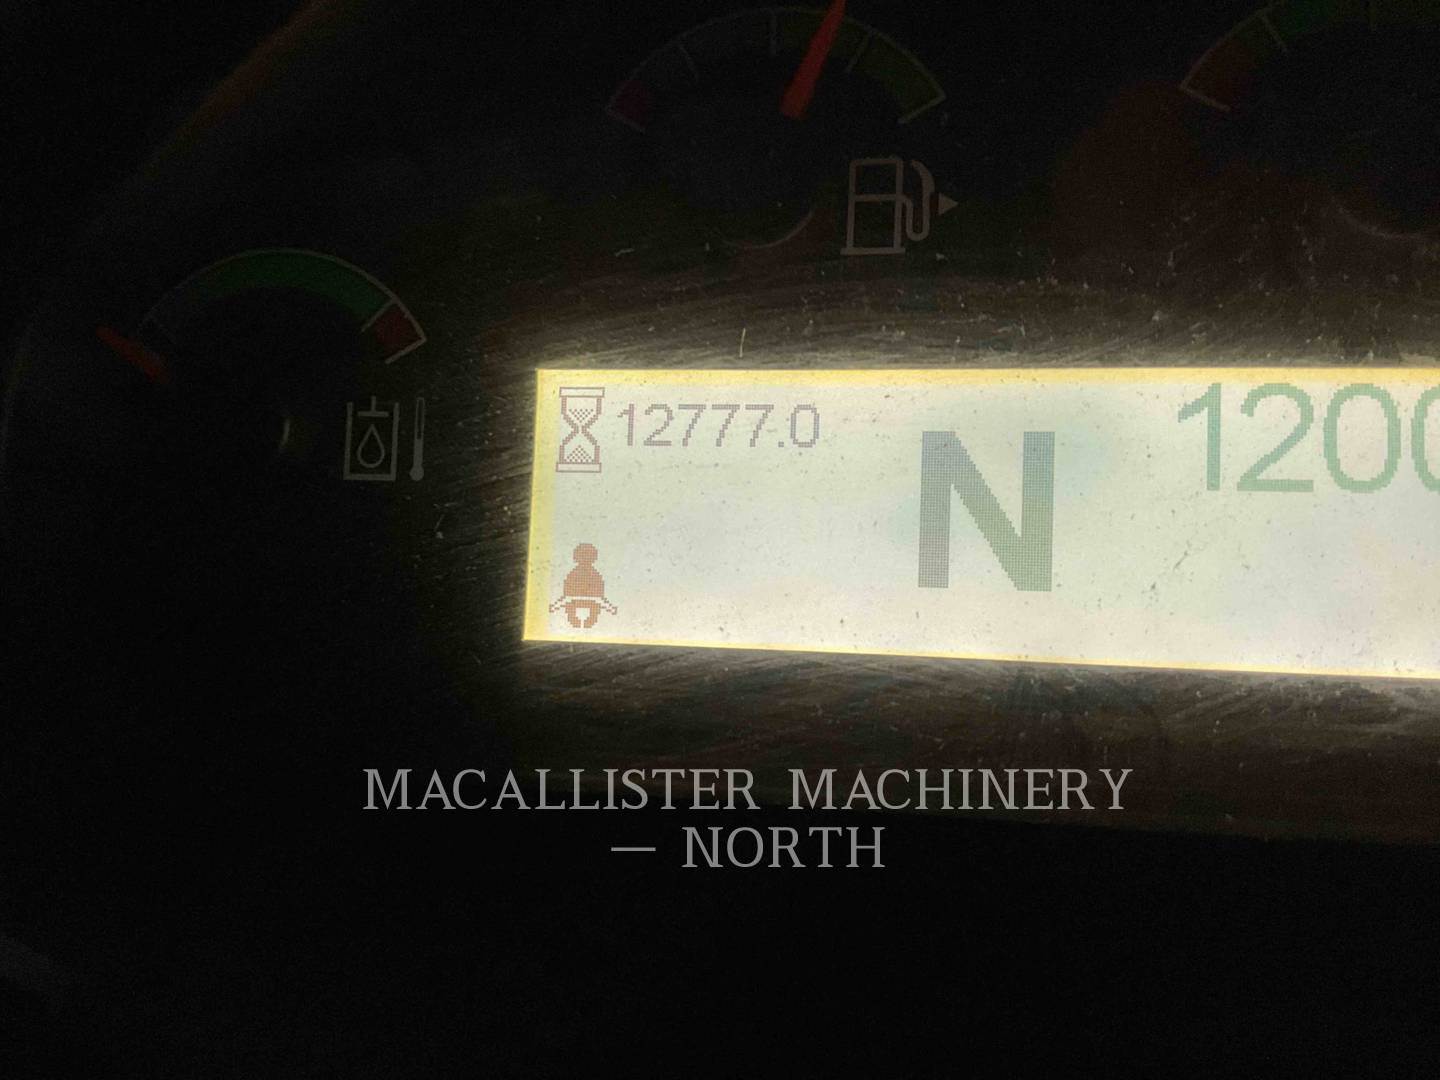 12777.0
N
1200
MACALLISTER MACHINERY
— NORTH